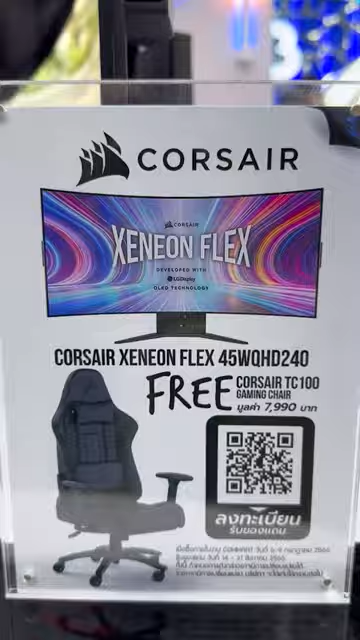 CORSAIR
CORSAIR
XENEON FLEX
DEVELOPED WITH
LG Display
OLED TECHNOLOGY
CORSAIR XENEON FLEX 45WQHD240
FREE CORSAIR TC100
GAMING CHAIR
มูลค่า 7,990 บาท
ลงทะเบียน
รับของแถม